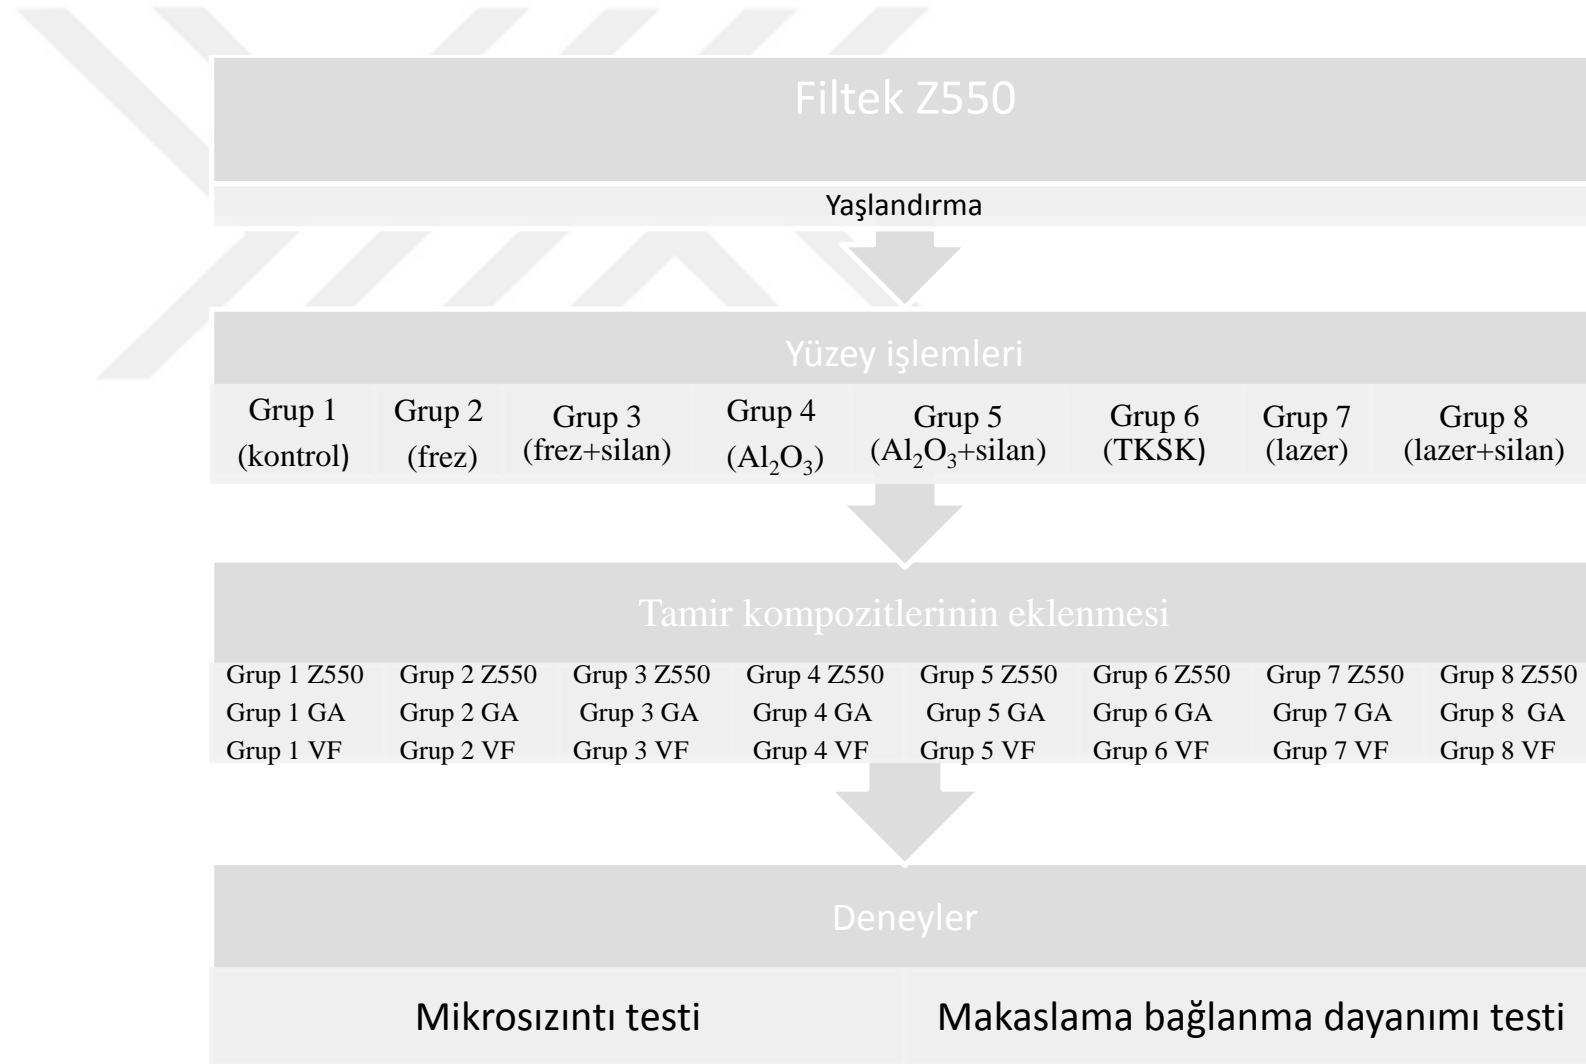 Filtek Z550
Yaşlandırma
Yüzey işlemleri
Grup 1
(kontrol)
Grup 2
(frez)
Grup 3
(frez+silan)
Grup 4
(Al₂O₃)
Grup 5
(Al₂O₃+silan)
Grup 6
(TKSK)
Grup 7
(lazer)
Grup 8
(lazer+silan)
Tamir kompozitlerinin eklenmesi
Grup 1 Z550
Grup 1 GA
Grup 1 VF
Grup 2 Z550
Grup 2 GA
Grup 2 VF
Grup 3 Z550
Grup 3 GA
Grup 3 VF
Grup 4 Z550
Grup 4 GA
Grup 4 VF
Grup 5 Z550
Grup 5 GA
Grup 5 VF
Grup 6 Z550
Grup 6 GA
Grup 6 VF
Grup 7 Z550
Grup 7 GA
Grup 7 VF
Grup 8 Z550
Grup 8 GA
Grup 8 VF
Deneyler
Mikrosızıntı testi
Makaslama bağlanma dayanımı testi